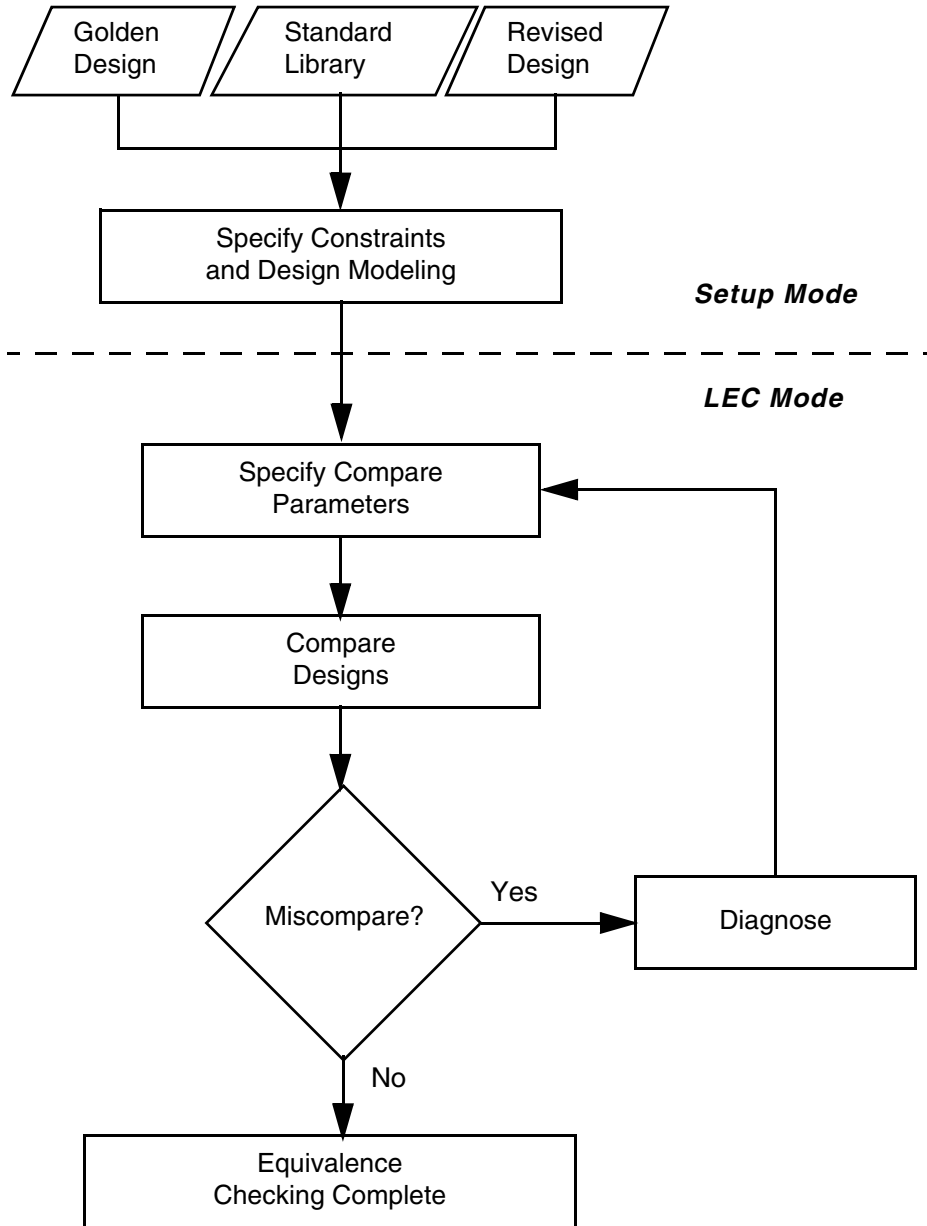 Golden
Design
Standard
Library
Revised
Design
Specify Constraints
and Design Modeling
Setup Mode
LEC Mode
Specify Compare
Parameters
Compare
Designs
Miscompare?
Yes
Diagnose
No
Equivalence
Checking Complete